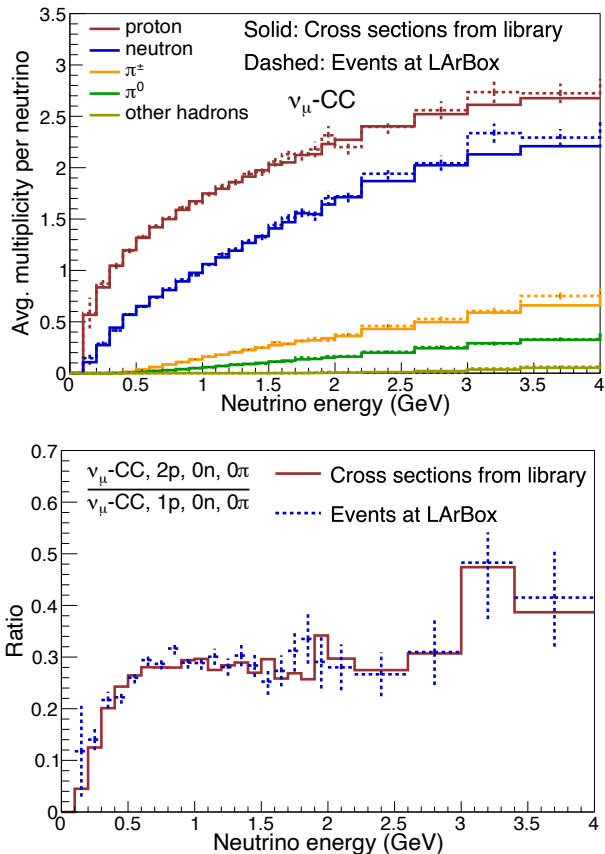 Avg. multiplicity per neutrino
3.5
3
2.5
2
1.5
1
0.5
0
proton
neutron
π±
π0
other hadrons
Solid: Cross sections from library
Dashed: Events at LArBox
νμ-CC
0 0.5 1 1.5 2 2.5 3 3.5 4
Neutrino energy (GeV)
Ratio
0.7
0.6
0.5
0.4
0.3
0.2
0.1
0
νμ-CC, 2p, 0n, 0π
νμ-CC, 1p, 0n, 0π
Cross sections from library
Events at LArBox
0 0.5 1 1.5 2 2.5 3 3.5 4
Neutrino energy (GeV)